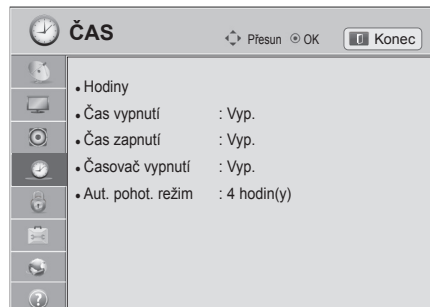 ČAS
Přesun OK
Konec
Hodiny
Čas vypnutí : Vyp.
Čas zapnutí : Vyp.
Časovač vypnutí : Vyp.
Aut. pohot. režim : 4 hodin(y)